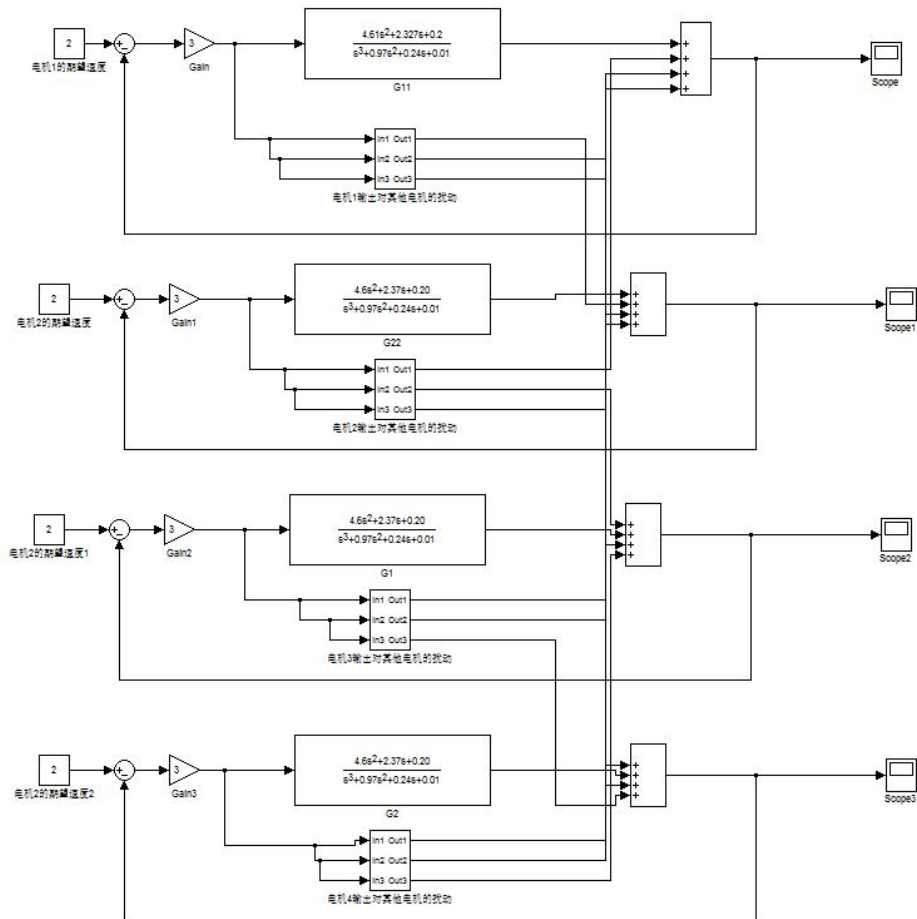 2
电机1的期望速度
3
Gain
4.61s²+2.327s+0.2
s³+0.97s²+0.24s+0.01
G11
+
+
+
+
Scope
In1 Out1
In2 Out2
In3 Out3
电机1输出对其他电机的扰动
2
电机2的期望速度
3
Gain1
4.6s²+2.37s+0.20
s³+0.97s²+0.24s+0.01
G22
+
+
+
+
Scope1
In1 Out1
In2 Out2
In3 Out3
电机2输出对其他电机的扰动
2
电机2的期望速度1
3
Gain2
4.6s²+2.37s+0.20
s³+0.97s²+0.24s+0.01
G1
+
+
+
+
Scope2
In1 Out1
In2 Out2
In3 Out3
电机3输出对其他电机的扰动
2
电机2的期望速度2
3
Gain3
4.6s²+2.37s+0.20
s³+0.97s²+0.24s+0.01
G2
+
+
+
+
Scope3
In1 Out1
In2 Out2
In3 Out3
电机4输出对其他电机的扰动